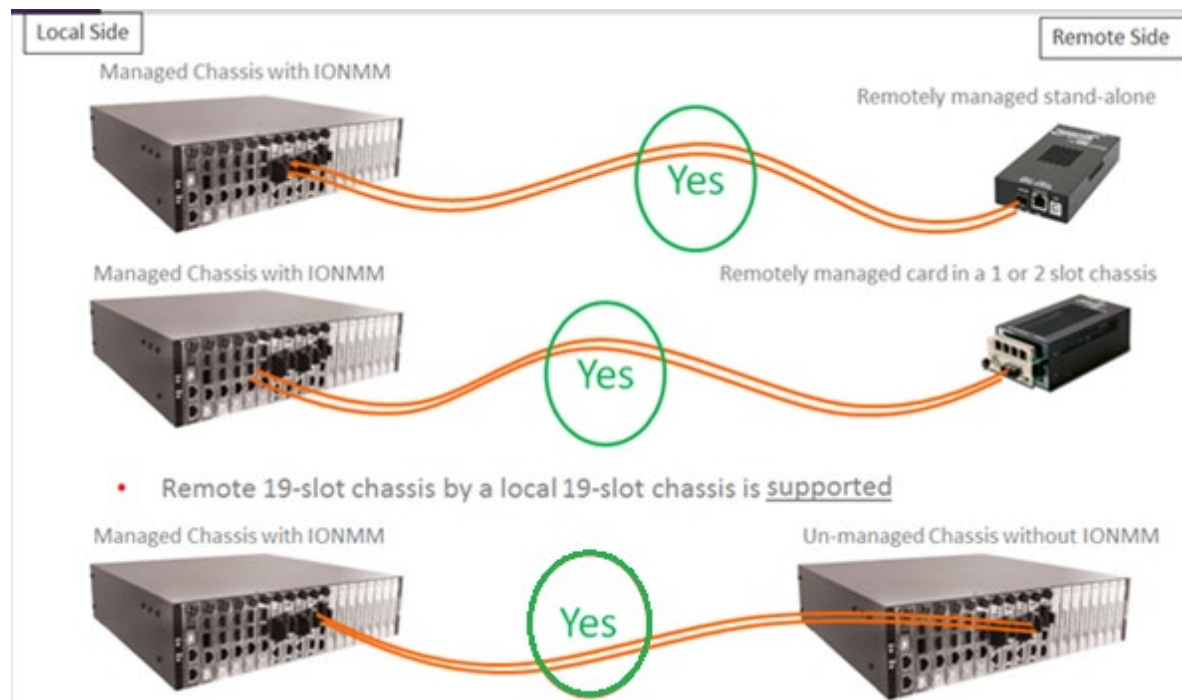 Local Side
Remote Side
Managed Chassis with IONMM
Remotely managed stand-alone
Yes
Managed Chassis with IONMM
Remotely managed card in a 1 or 2 slot chassis
Yes
• Remote 19-slot chassis by a local 19-slot chassis is supported
Managed Chassis with IONMM
Un-managed Chassis without IONMM
Yes